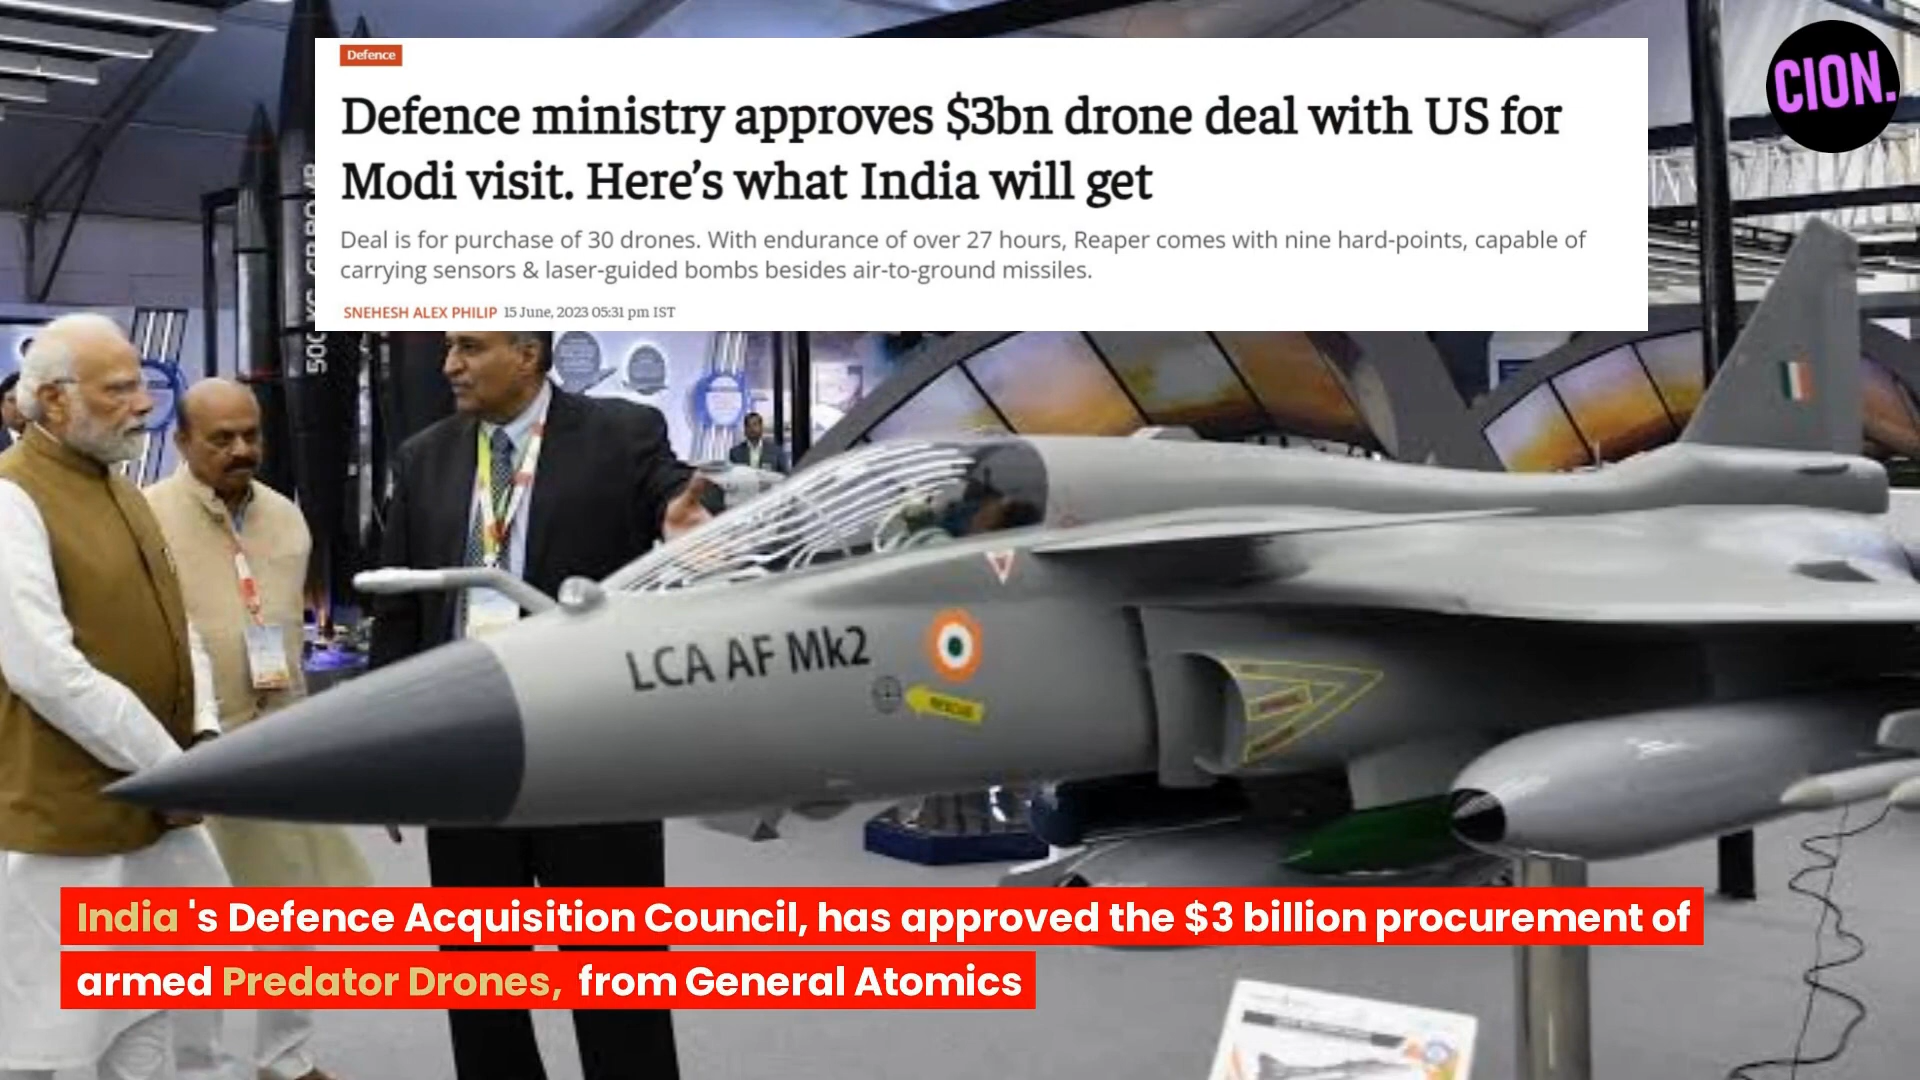 Defence
CION.
Defence ministry approves $3bn drone deal with US for
Modi visit. Here’s what India will get
Deal is for purchase of 30 drones. With endurance of over 27 hours, Reaper comes with nine hard-points, capable of
carrying sensors & laser-guided bombs besides air-to-ground missiles.
SNEHESH ALEX PHILIP 15 June, 2023 05:31 pm IST
LCA AF Mk2
RESCUE
India 's Defence Acquisition Council, has approved the $3 billion procurement of
armed Predator Drones, from General Atomics